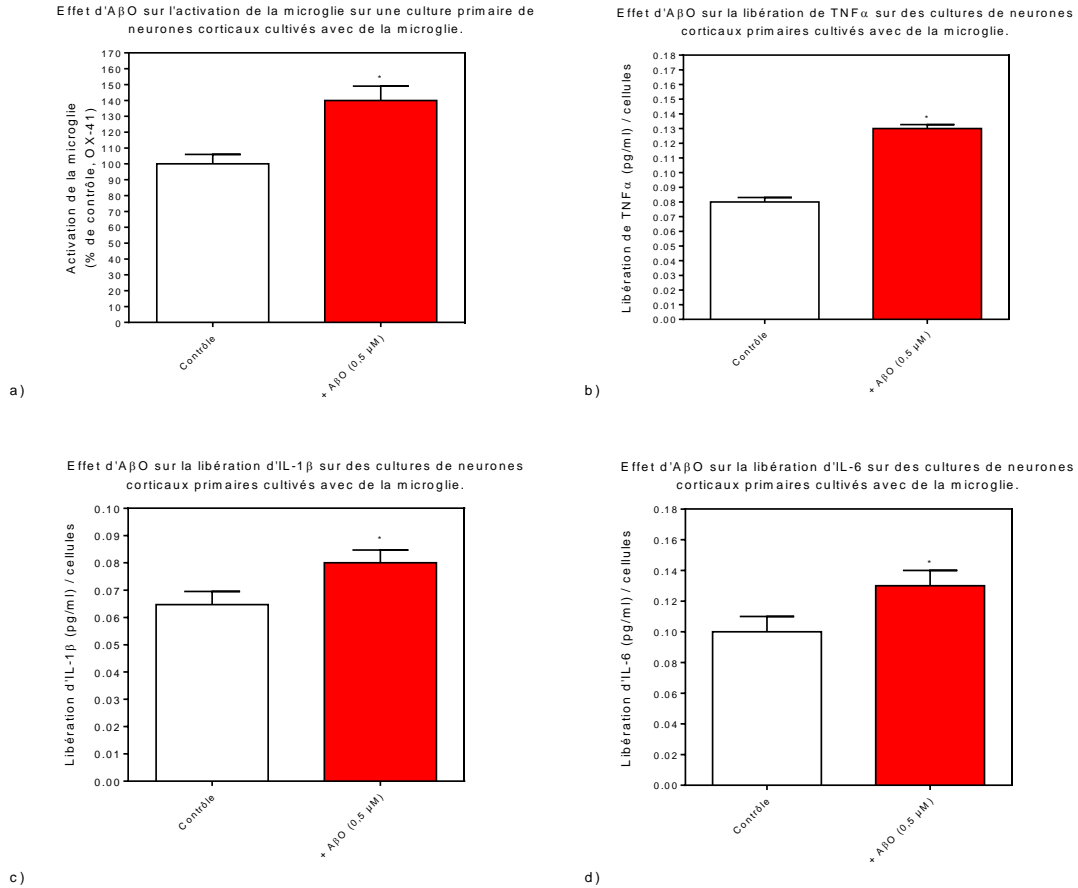 Effet d'AβO sur l'activation de la microglie sur une culture primaire de
neurones corticaux cultivés avec de la microglie.
Activation de la microglie
(% de contrôle, OX-41)
170
160
150
140
130
120
110
100
90
80
70
60
50
40
30
20
10
0
*
Contrôle
+ AβO (0.5 µM)
a)
Effet d'AβO sur la libération de TNFα sur des cultures de neurones
corticaux primaires cultivés avec de la microglie.
Libération de TNFα (pg/ml) / cellules
0.18
0.17
0.16
0.15
0.14
0.13
0.12
0.11
0.10
0.09
0.08
0.07
0.06
0.05
0.04
0.03
0.02
0.01
0.00
*
Contrôle
+ AβO (0.5 µM)
b)
Effet d'AβO sur la libération d'IL-1β sur des cultures de neurones
corticaux primaires cultivés avec de la microglie.
Libération d'IL-1β (pg/ml) / cellules
0.10
0.09
0.08
0.07
0.06
0.05
0.04
0.03
0.02
0.01
0.00
*
Contrôle
+ AβO (0.5 µM)
c)
Effet d'AβO sur la libération d'IL-6 sur des cultures de neurones
corticaux primaires cultivés avec de la microglie.
Libération d'IL-6 (pg/ml) / cellules
0.18
0.16
0.14
0.12
0.10
0.08
0.06
0.04
0.02
0.00
*
Contrôle
+ AβO (0.5 µM)
d)